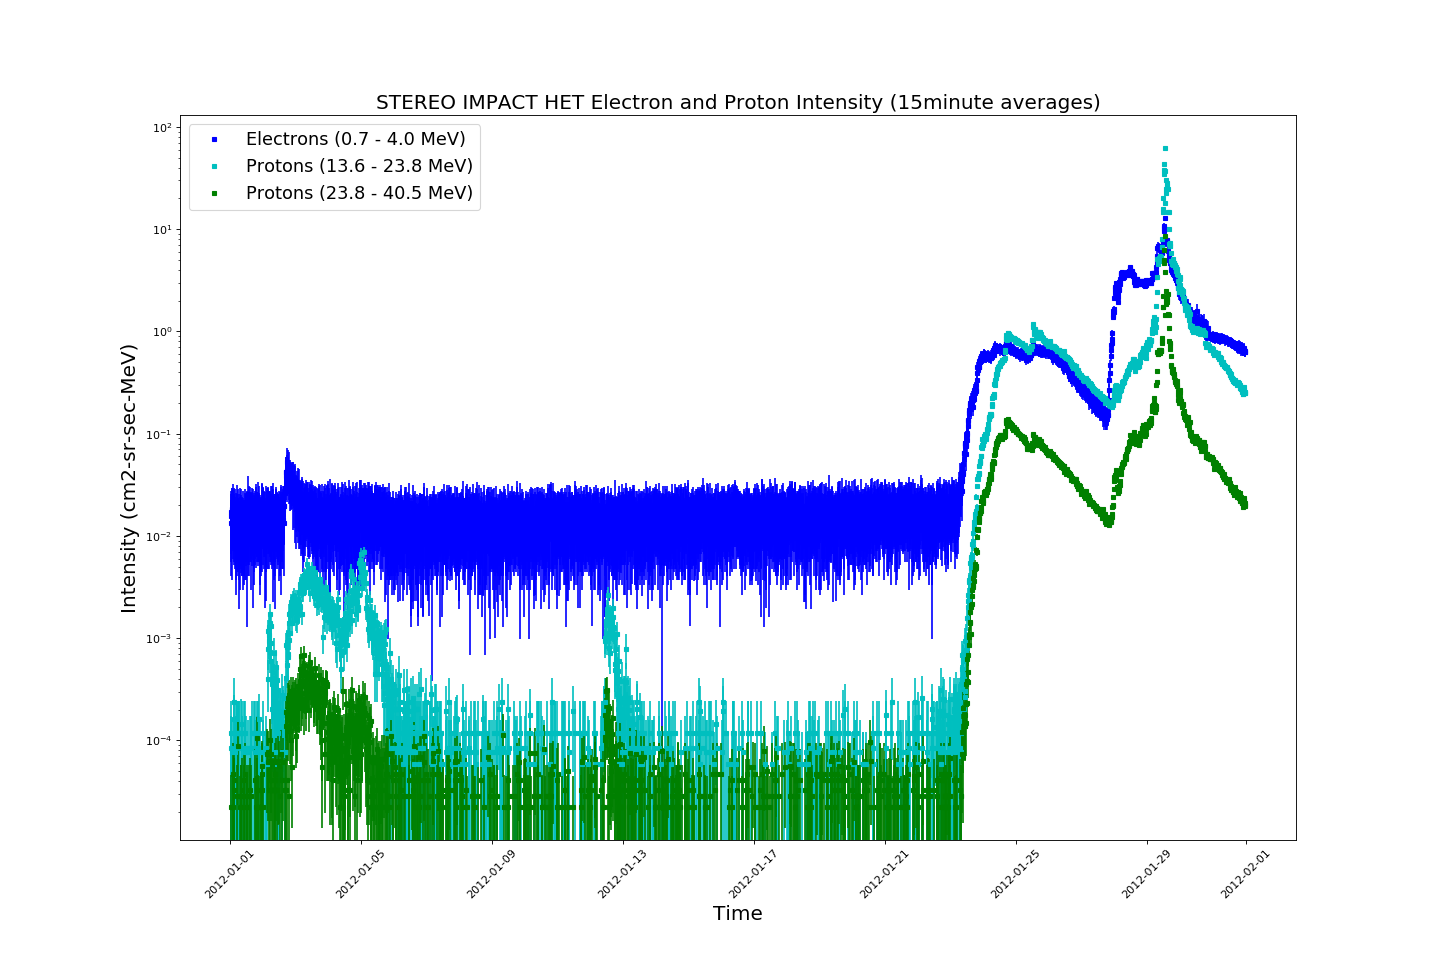 STEREO IMPACT HET Electron and Proton Intensity (15minute averages)
Electrons (0.7 - 4.0 MeV)
Protons (13.6 - 23.8 MeV)
Protons (23.8 - 40.5 MeV)
Intensity (cm2-sr-sec-MeV)
10²
10¹
10⁰
10⁻¹
10⁻²
10⁻³
10⁻⁴
2012-01-01
2012-01-05
2012-01-09
2012-01-13
2012-01-17
2012-01-21
2012-01-25
2012-01-29
2012-02-01
Time